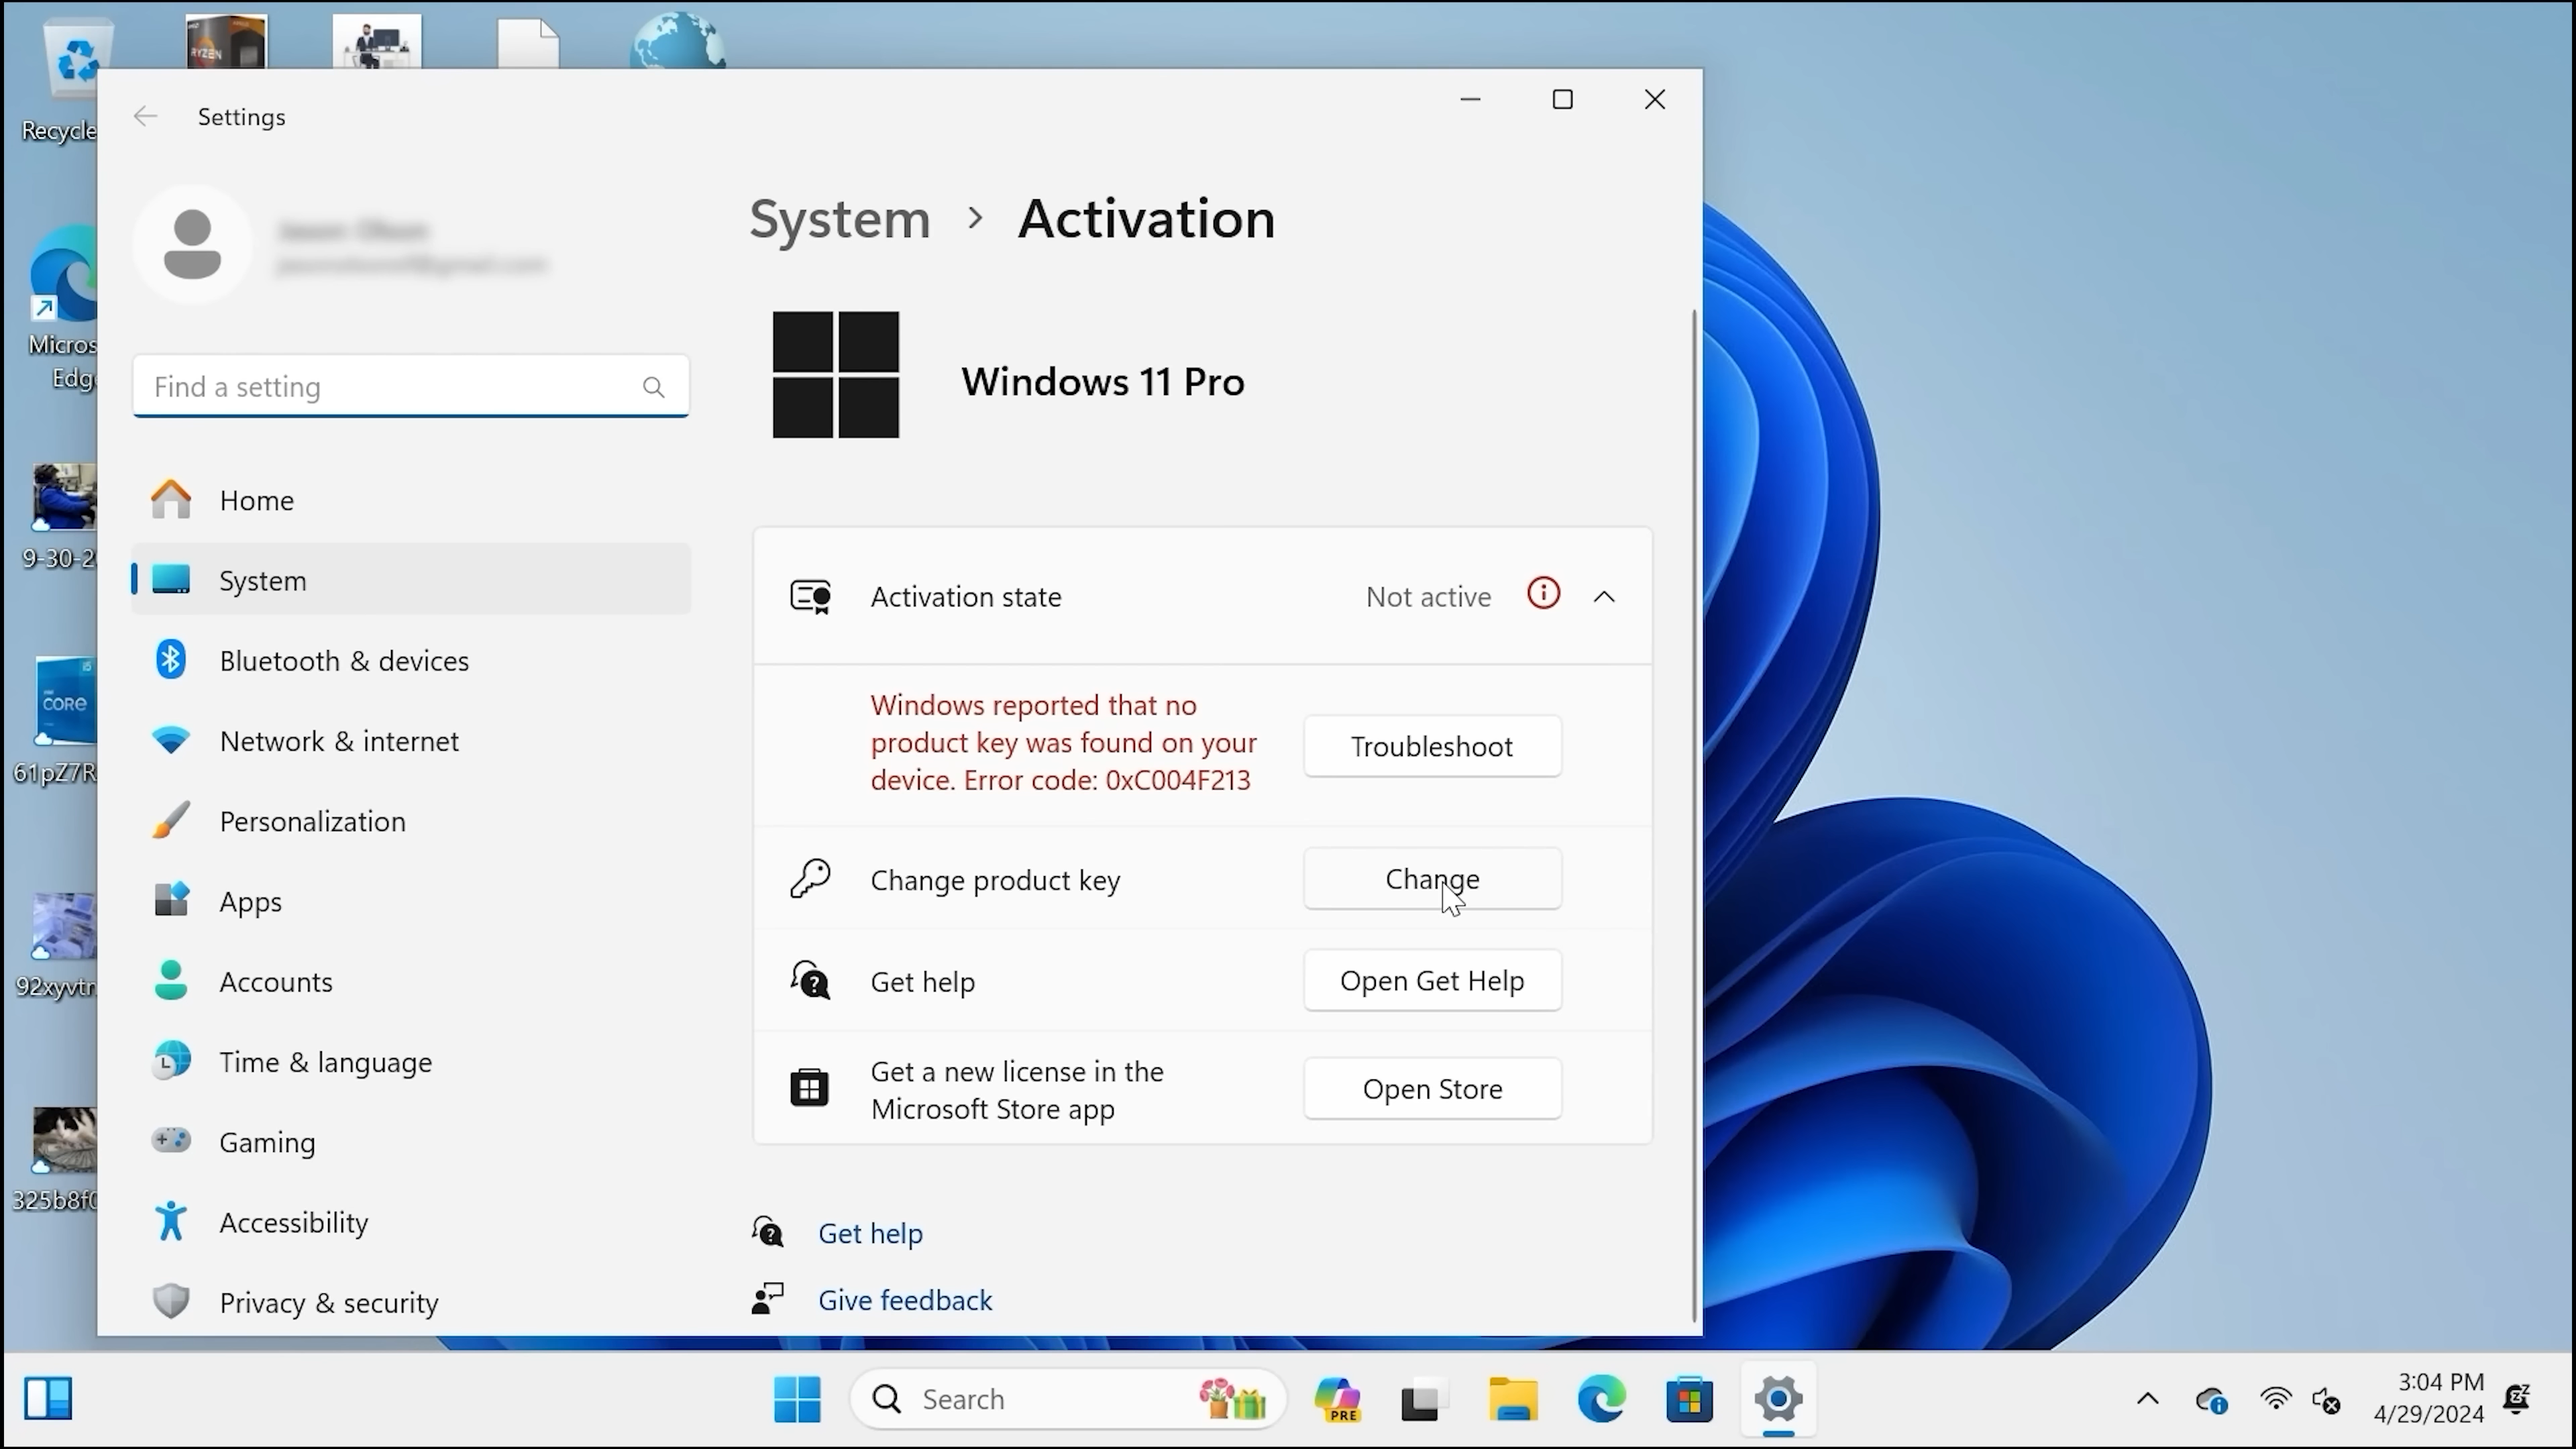 RYZEN
Recycle
Settings
System > Activation
Windows 11 Pro
Micros
Edg
Find a setting
Home
9-30-2
System
Activation state
Not active
Bluetooth & devices
CORE
Windows reported that no
product key was found on your
device. Error code: 0xC004F213
Troubleshoot
Network & internet
61pZ7R
Personalization
Change product key
Change
Apps
Get help
Open Get Help
92xyvtn
Accounts
Time & language
Get a new license in the
Microsoft Store app
Open Store
Gaming
325b8f0
Accessibility
Get help
Privacy & security
Give feedback
Search
PRE
3:04 PM
4/29/2024